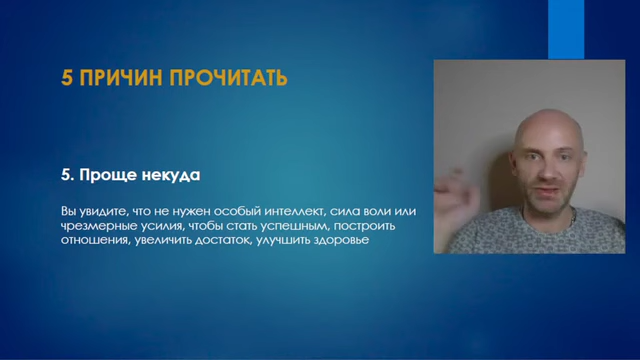 5 ПРИЧИН ПРОЧИТАТЬ
5. Проще некуда
Вы увидите, что не нужен особый интеллект, сила воли или
чрезмерные усилия, чтобы стать успешным, построить
отношения, увеличить достаток, улучшить здоровье